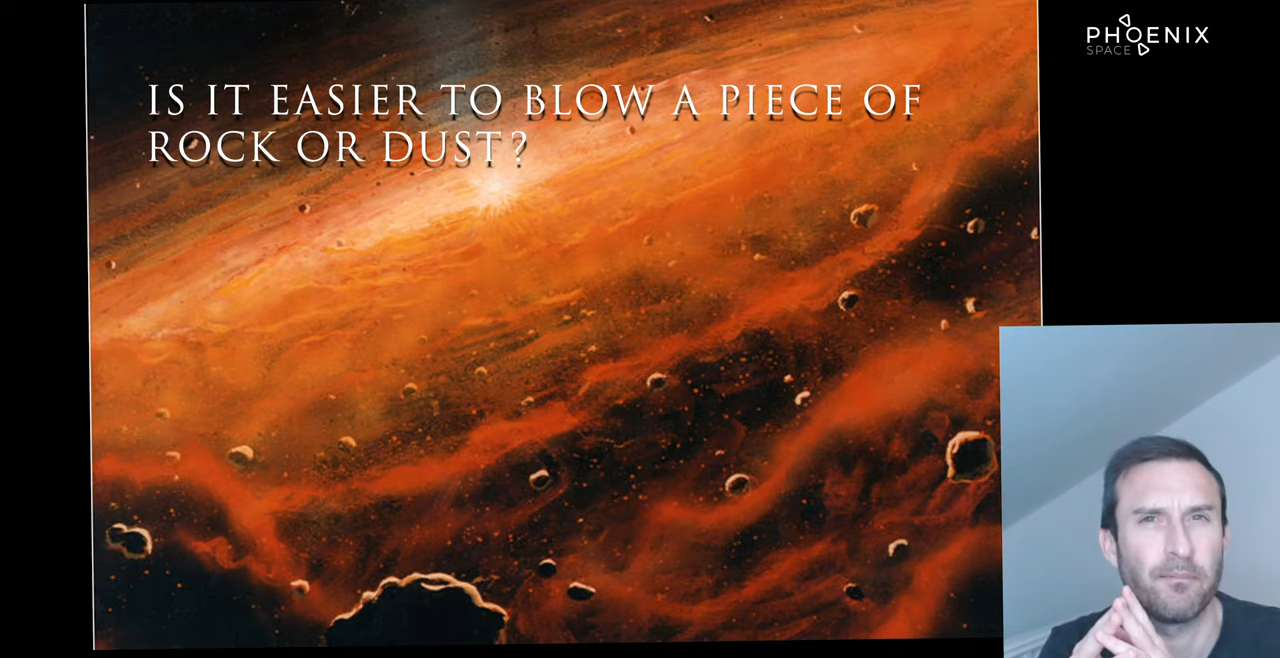 IS IT EASIER TO BLOW A PIECE OF
ROCK OR DUST?
PHOENIX
SPACE